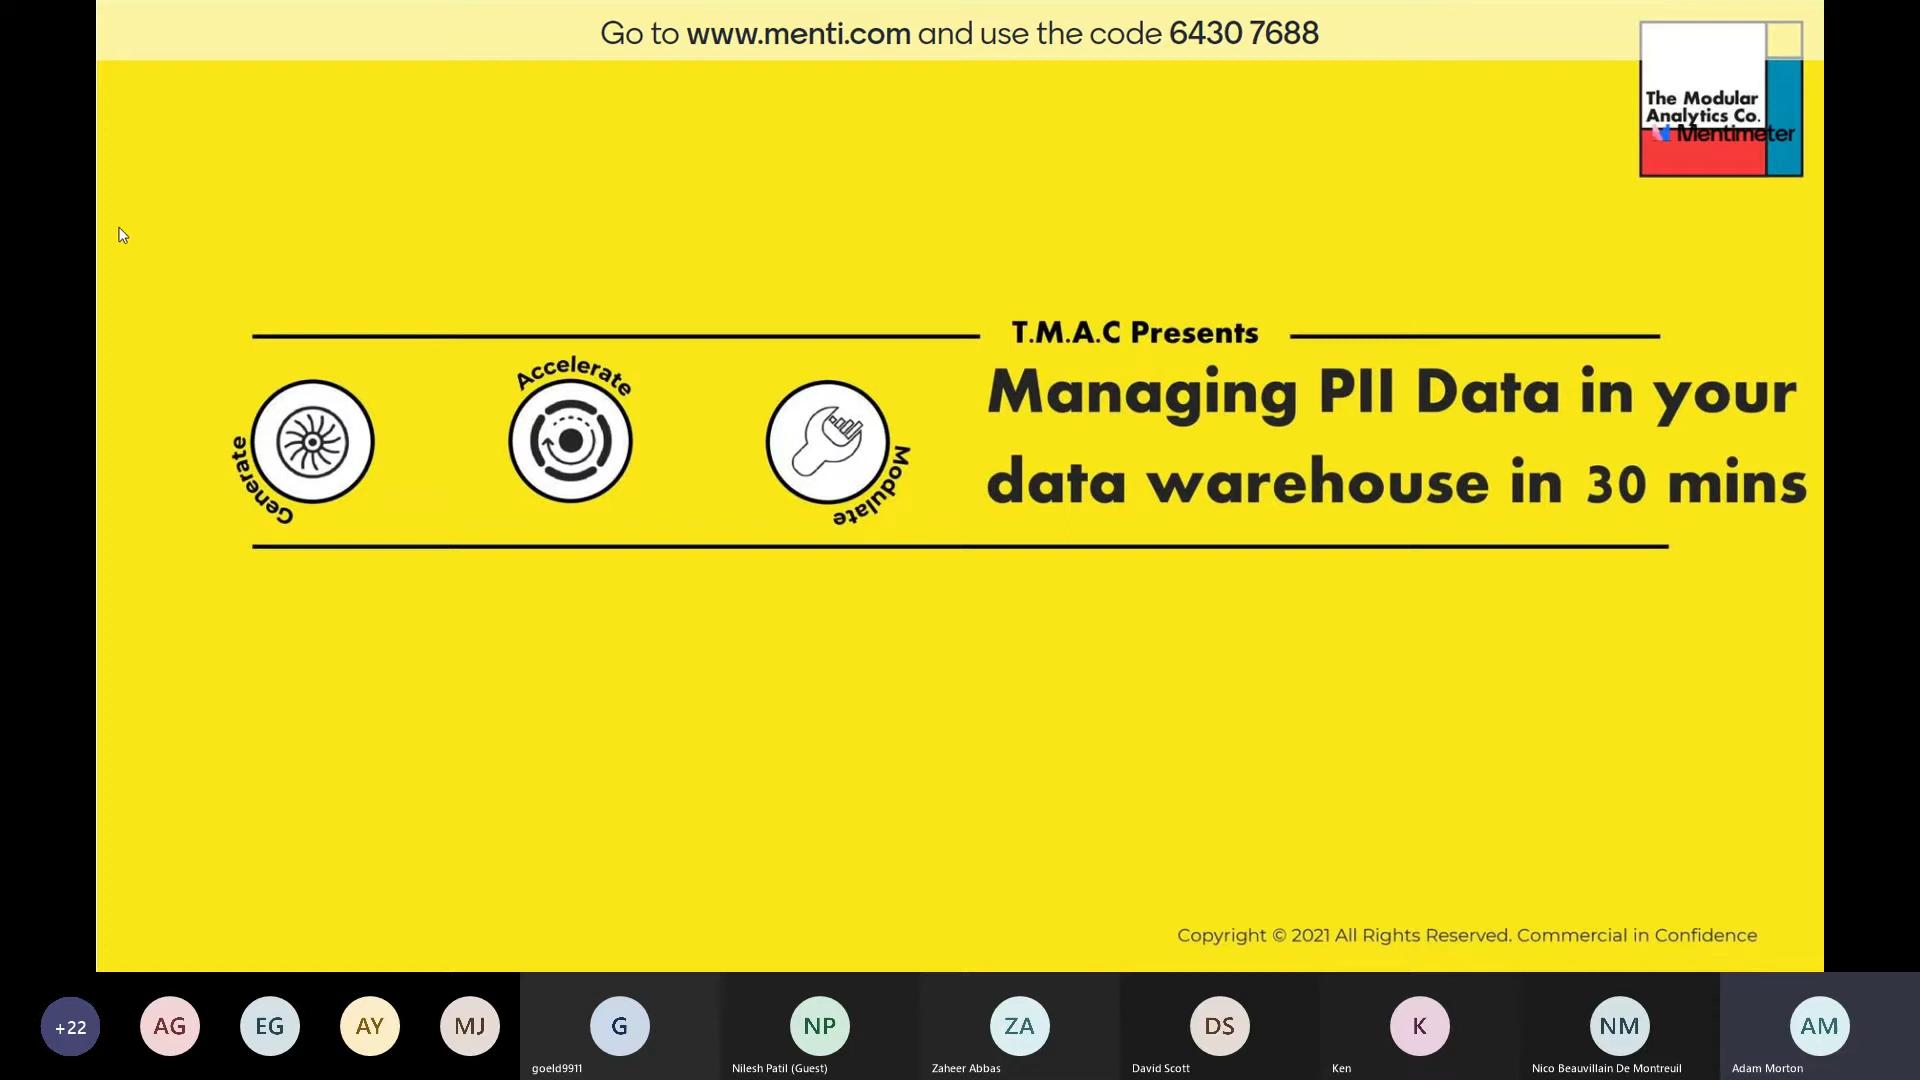 Go to www.menti.com and use the code 6430 7688
The Modular
Analytics Co.
Mentimeter
T.M.A.C Presents
Generate
Accelerate
Modulate
Managing PII Data in your
data warehouse in 30 mins
Copyright © 2021 All Rights Reserved. Commercial in Confidence
+22
AG
EG
AY
MJ
G
NP
ZA
DS
K
NM
AM
goeld9911
Nilesh Patil (Guest)
Zaheer Abbas
David Scott
Ken
Nico Beauvillain De Montreuil
Adam Morton